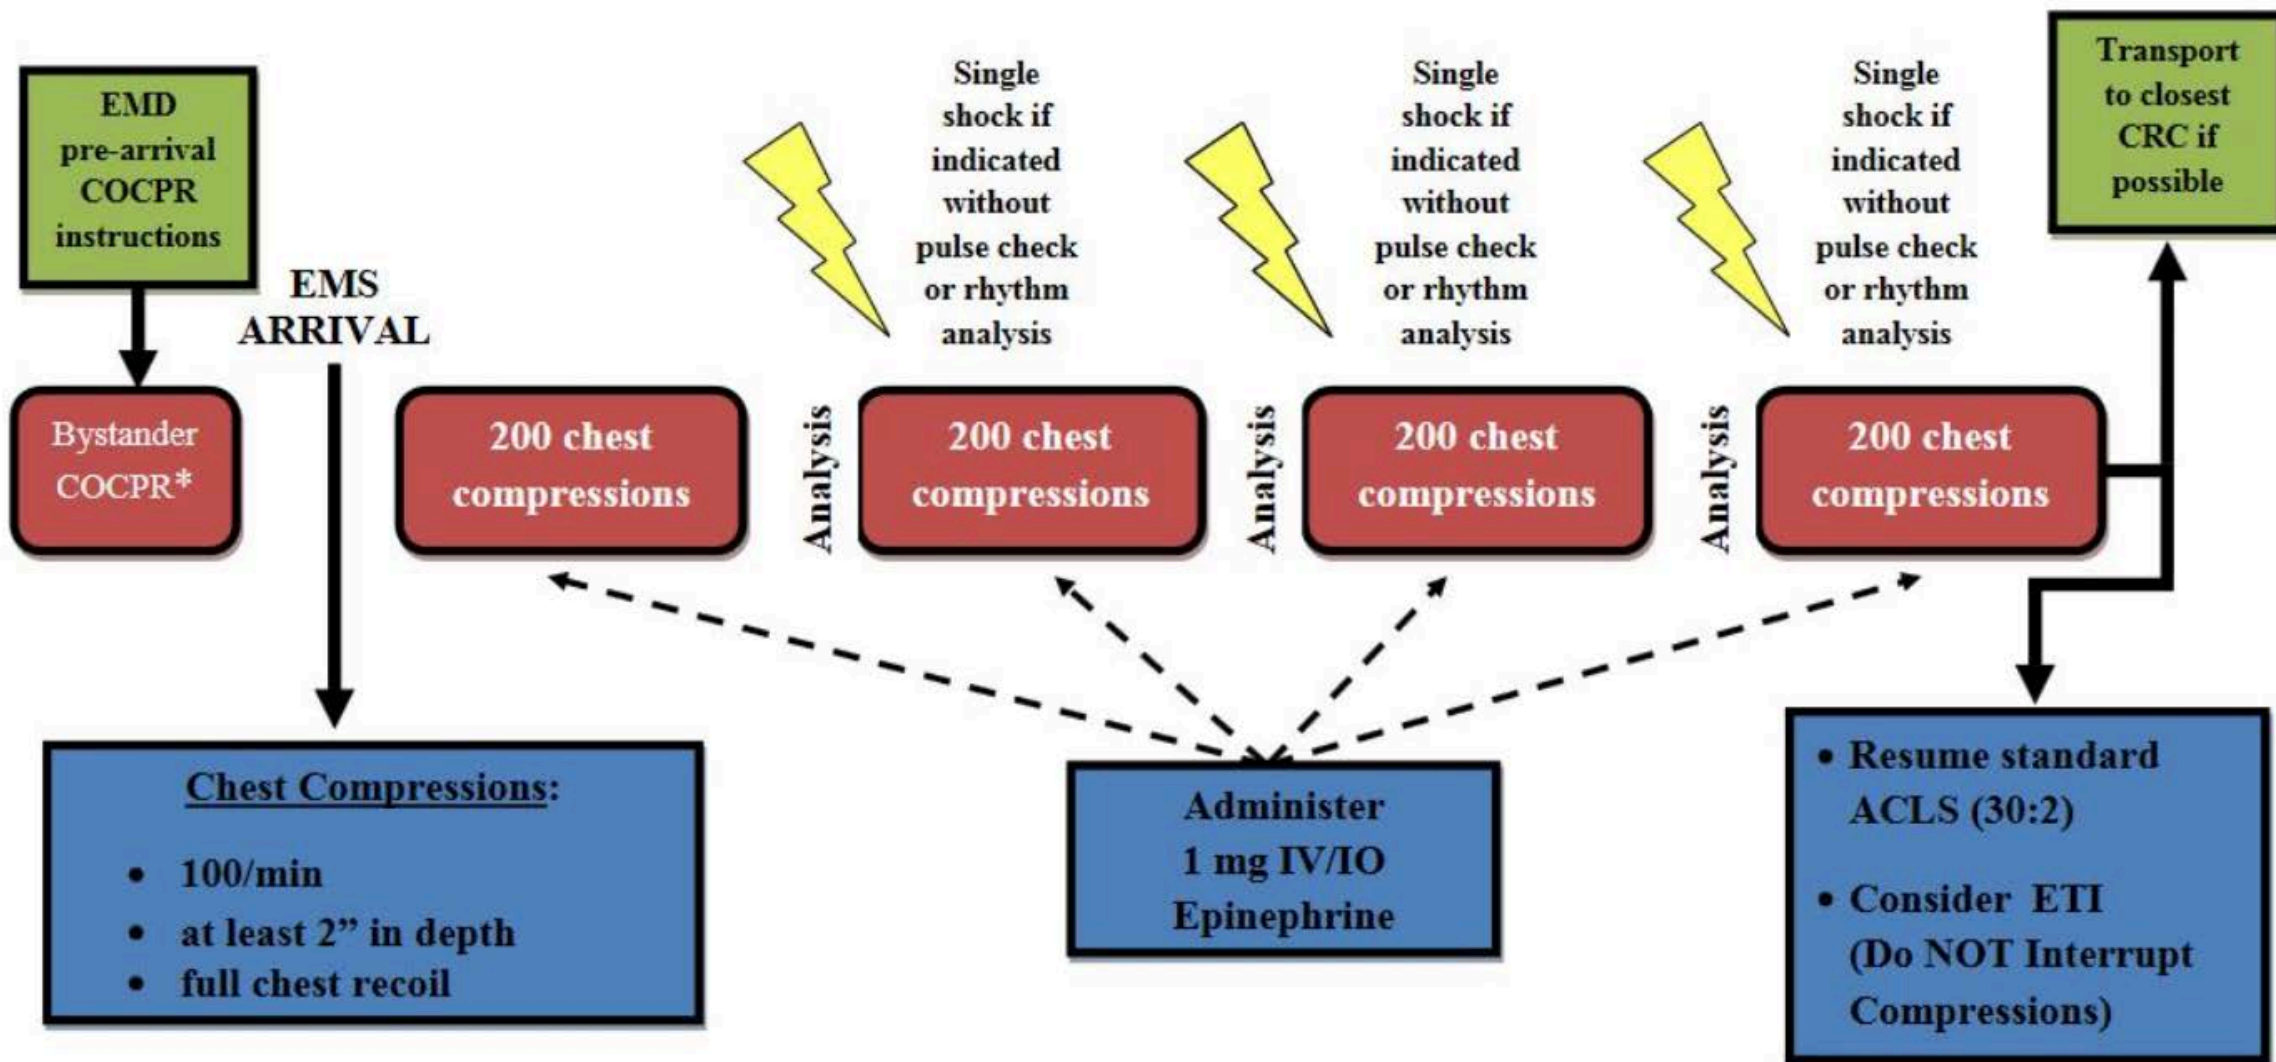 EMD
pre-arrival
COCPR
instructions
Bystander
COCPR*
EMS
ARRIVAL
200 chest
compressions
Analysis
Single
shock if
indicated
without
pulse check
or rhythm
analysis
200 chest
compressions
Analysis
Single
shock if
indicated
without
pulse check
or rhythm
analysis
200 chest
compressions
Analysis
Single
shock if
indicated
without
pulse check
or rhythm
analysis
200 chest
compressions
Transport
to closest
CRC if
possible
Chest Compressions:
• 100/min
• at least 2” in depth
• full chest recoil
Administer
1 mg IV/IO
Epinephrine
• Resume standard
ACLS (30:2)
• Consider ETI
(Do NOT Interrupt
Compressions)